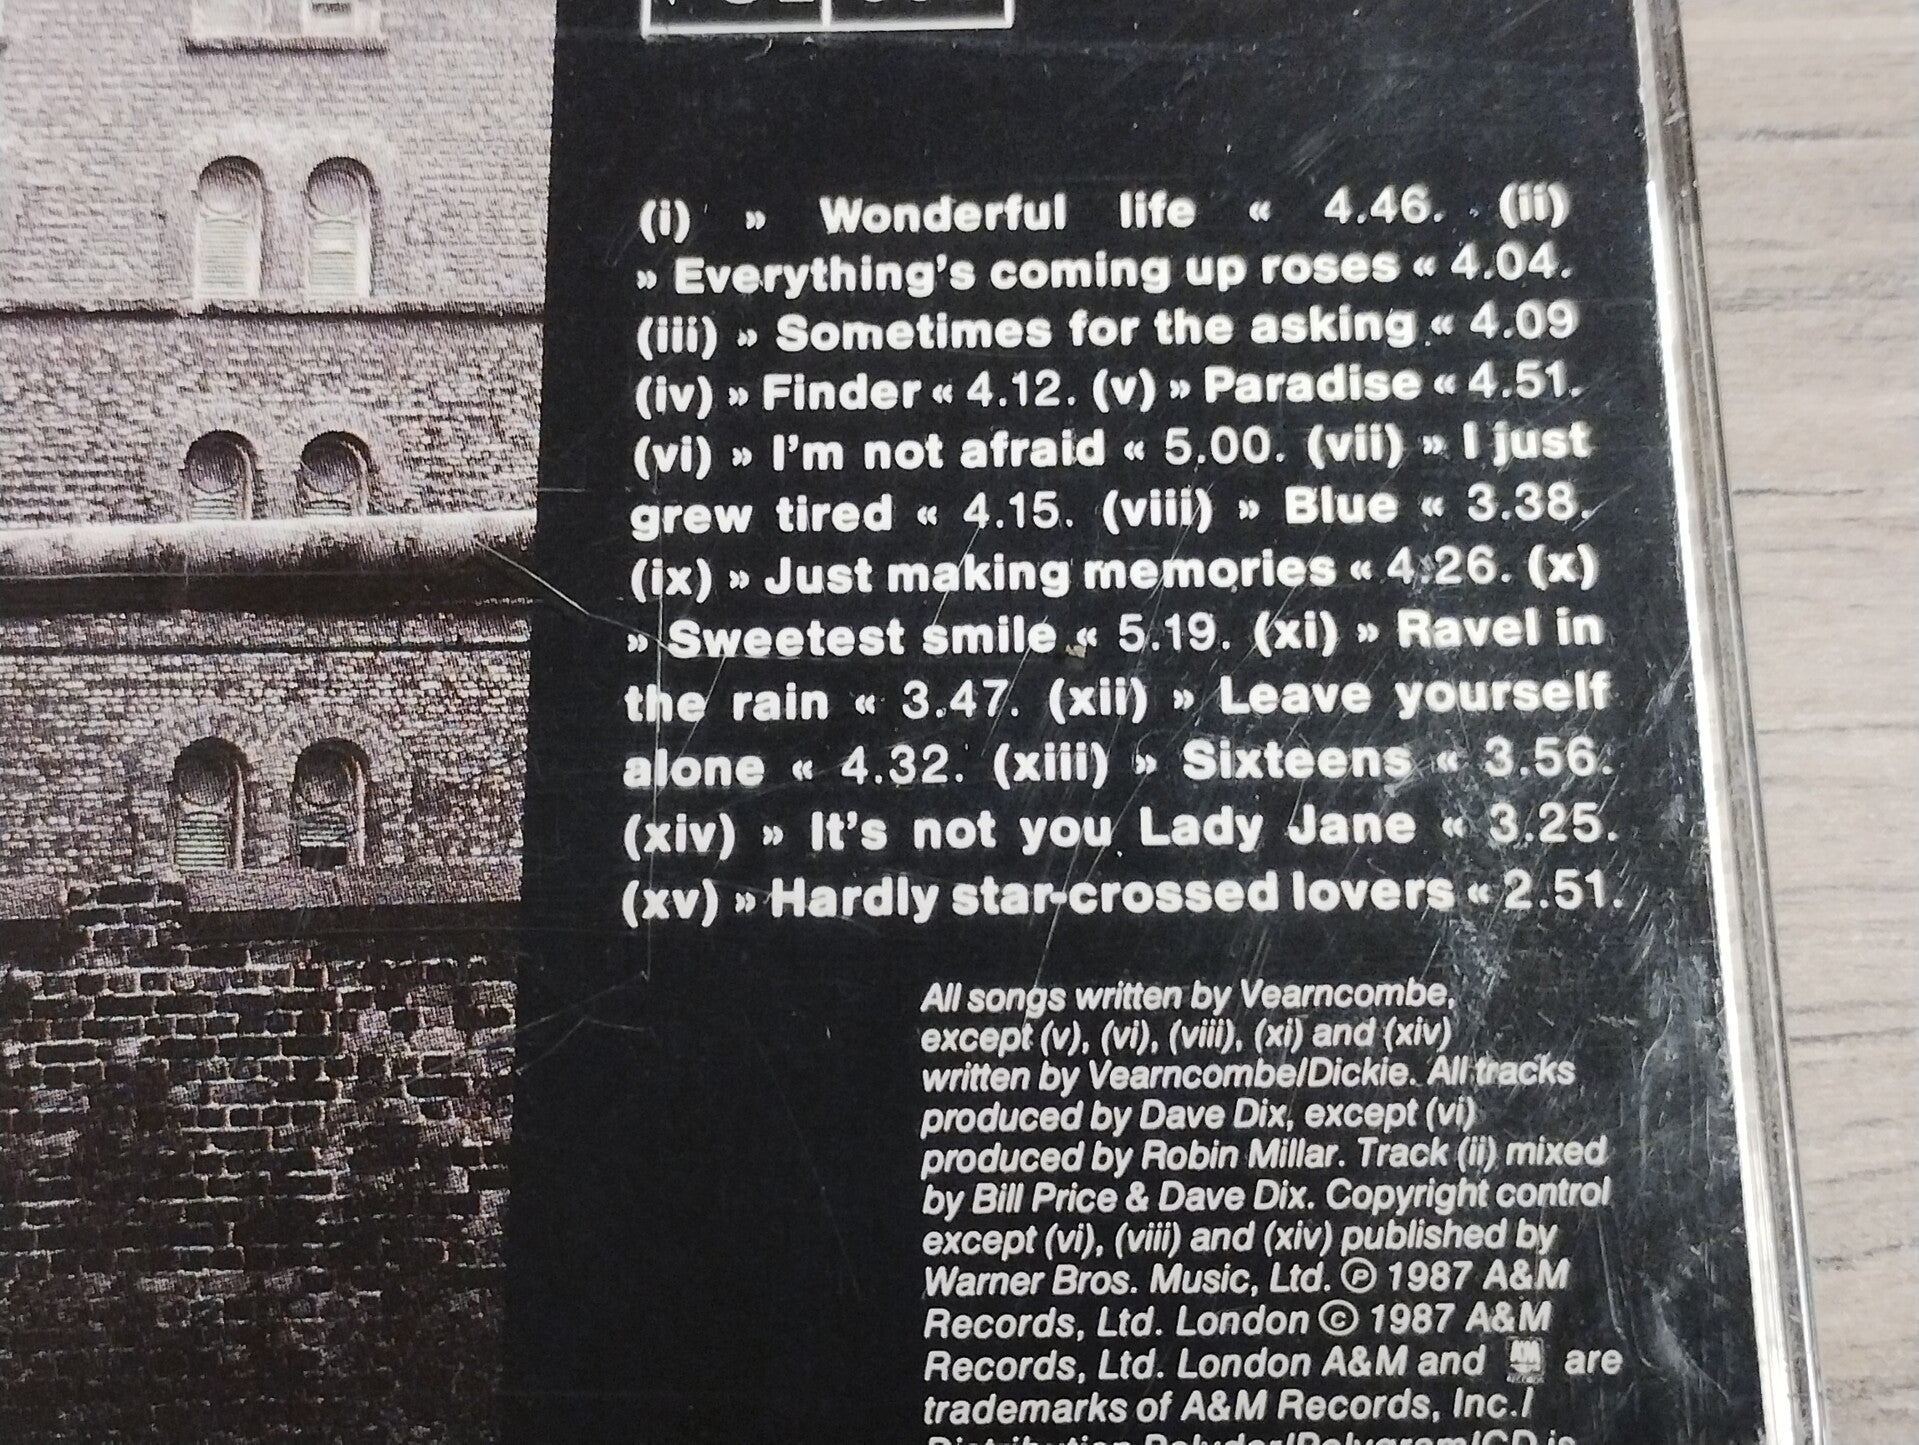 (i) » Wonderful life « 4.46. (ii)
» Everything's coming up roses « 4.04.
(iii) » Sometimes for the asking « 4.09
(iv) » Finder « 4.12. (v) » Paradise « 4.51.
(vi) » I'm not afraid « 5.00. (vii) » I just
grew tired « 4.15. (viii) » Blue « 3.38.
(ix) » Just making memories « 4.26. (x)
» Sweetest smile « 5.19. (xi) » Ravel in
the rain « 3.47. (xii) » Leave yourself
alone « 4.32. (xiii) » Sixteens « 3.56.
(xiv) » It's not you Lady Jane « 3.25.
(xv) » Hardly star-crossed lovers « 2.51.
All songs written by Vearncombe,
except (v), (vi), (viii), (xi) and (xiv)
written by Vearncombe/Dickie. All tracks
produced by Dave Dix, except (vi)
produced by Robin Millar. Track (ii) mixed
by Bill Price & Dave Dix. Copyright control
except (vi), (viii) and (xiv) published by
Warner Bros. Music, Ltd. ℗ 1987 A&M
Records, Ltd. London © 1987 A&M
Records, Ltd. London A&M and A&M RECORDS are
trademarks of A&M Records, Inc./
Distribution Polydor/Polygram/CD is